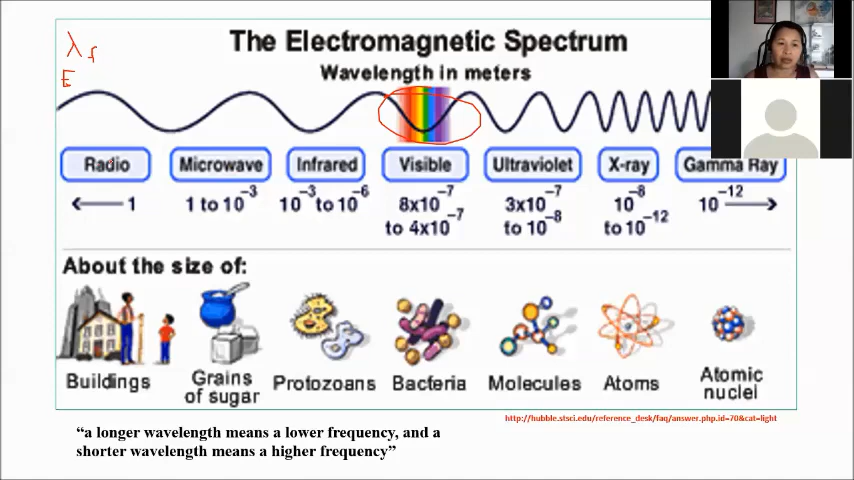 λ f
E
The Electromagnetic Spectrum
Wavelength in meters
Radio
Microwave
Infrared
Visible
Ultraviolet
X-ray
Gamma Ray
1
1 to 10⁻³
10⁻³ to 10⁻⁶
8x10⁻⁷
to 4x10⁻⁷
3x10⁻⁷
to 10⁻⁸
10⁻⁸
to 10⁻¹²
10⁻¹²
About the size of:
Buildings
Grains
of sugar
Protozoans
Bacteria
Molecules
Atoms
Atomic
nuclei
http://hubble.stsci.edu/reference_desk/faq/answer.php.id=70&cat=light
“a longer wavelength means a lower frequency, and a
shorter wavelength means a higher frequency”